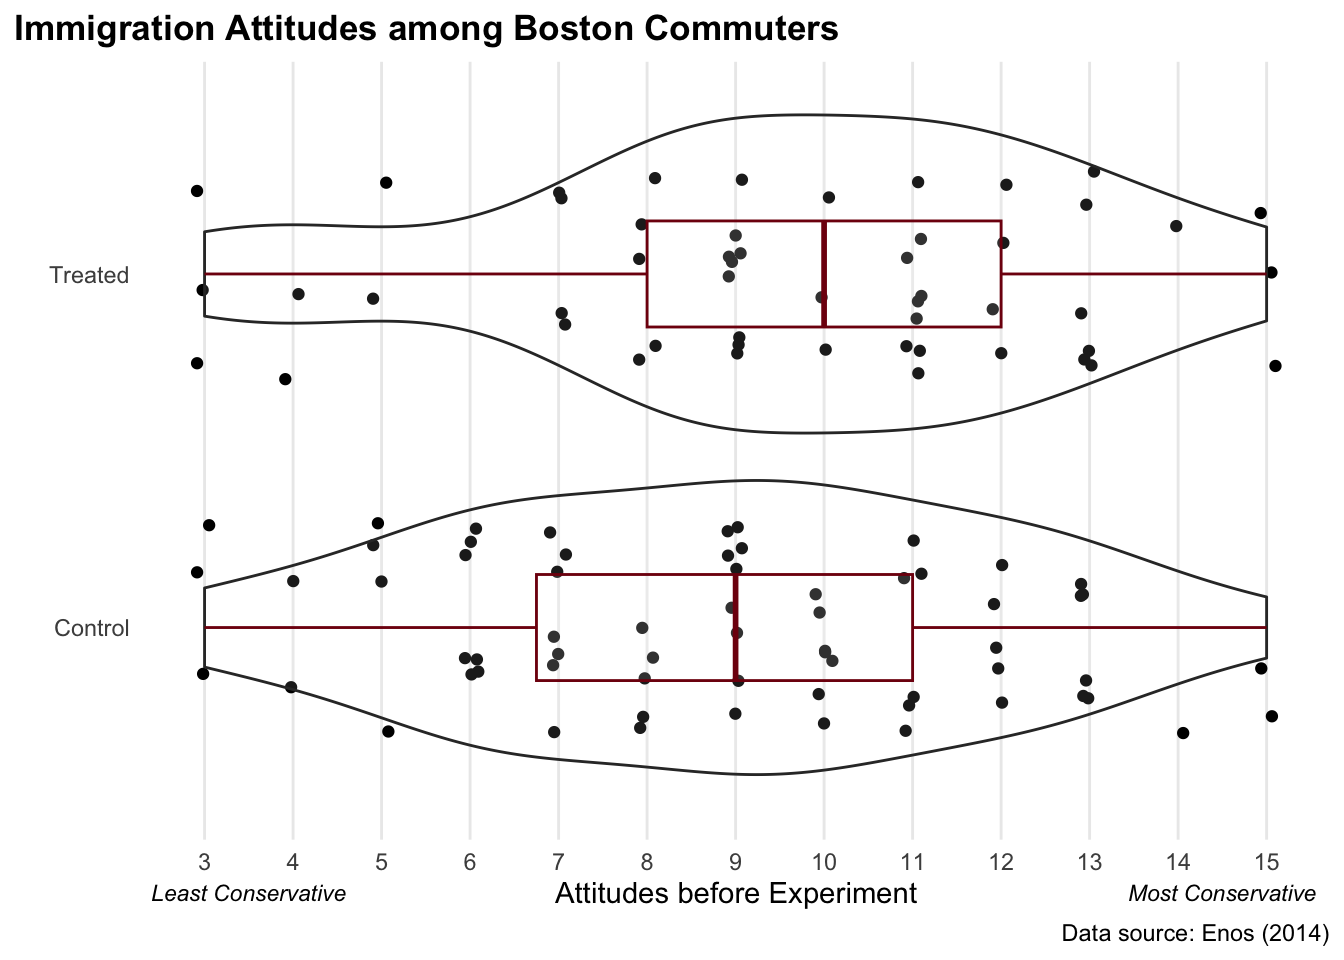 Immigration Attitudes among Boston Commuters
Treated
Control
3 4 5 6 7 8 9 10 11 12 13 14 15
Least Conservative Attitudes before Experiment Most Conservative
Data source: Enos (2014)